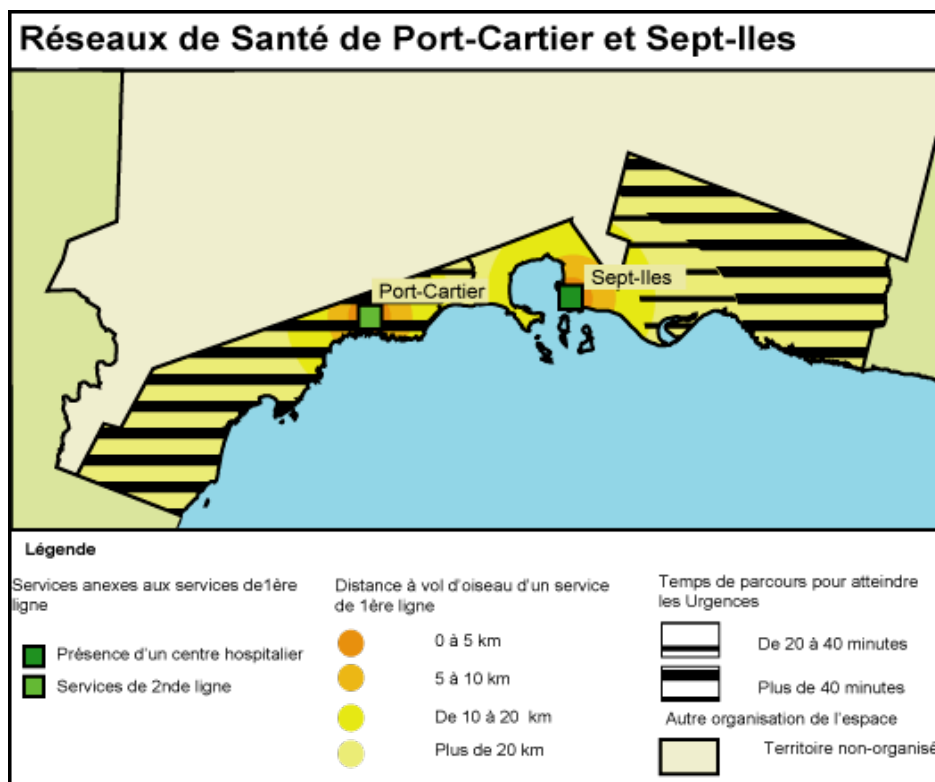 Réseaux de Santé de Port-Cartier et Sept-Iles
Sept-Iles
Port-Cartier
Légende
Services anexes aux services de1ère
ligne
Présence d'un centre hospitalier
Services de 2nde ligne
Distance à vol d'oiseau d'un service
de 1ère ligne
0 à 5 km
5 à 10 km
De 10 à 20 km
Plus de 20 km
Temps de parcours pour atteindre
les Urgences
De 20 à 40 minutes
Plus de 40 minutes
Autre organisation de l'espace
Territoire non-organisé